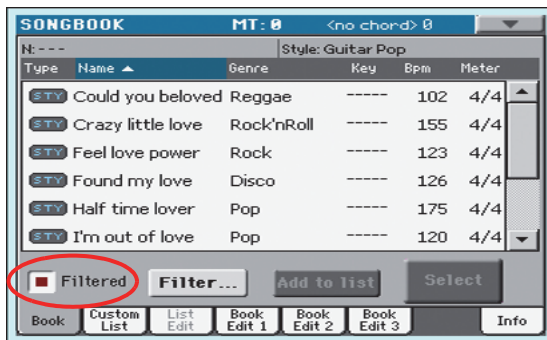 SONGBOOK MT: 0 <no chord> 0
N: --- Style: Guitar Pop
Type Name Genre Key Bpm Meter
STY Could you beloved Reggae ----- 102 4/4
STY Crazy little love Rock'nRoll ----- 155 4/4
STY Feel love power Rock ----- 123 4/4
STY Found my love Disco ----- 126 4/4
STY Half time lover Pop ----- 175 4/4
STY I'm out of love Pop ----- 120 4/4
Filtered Filter... Add to list Select
Book Custom List List Edit Book Edit 1 Book Edit 2 Book Edit 3 Info